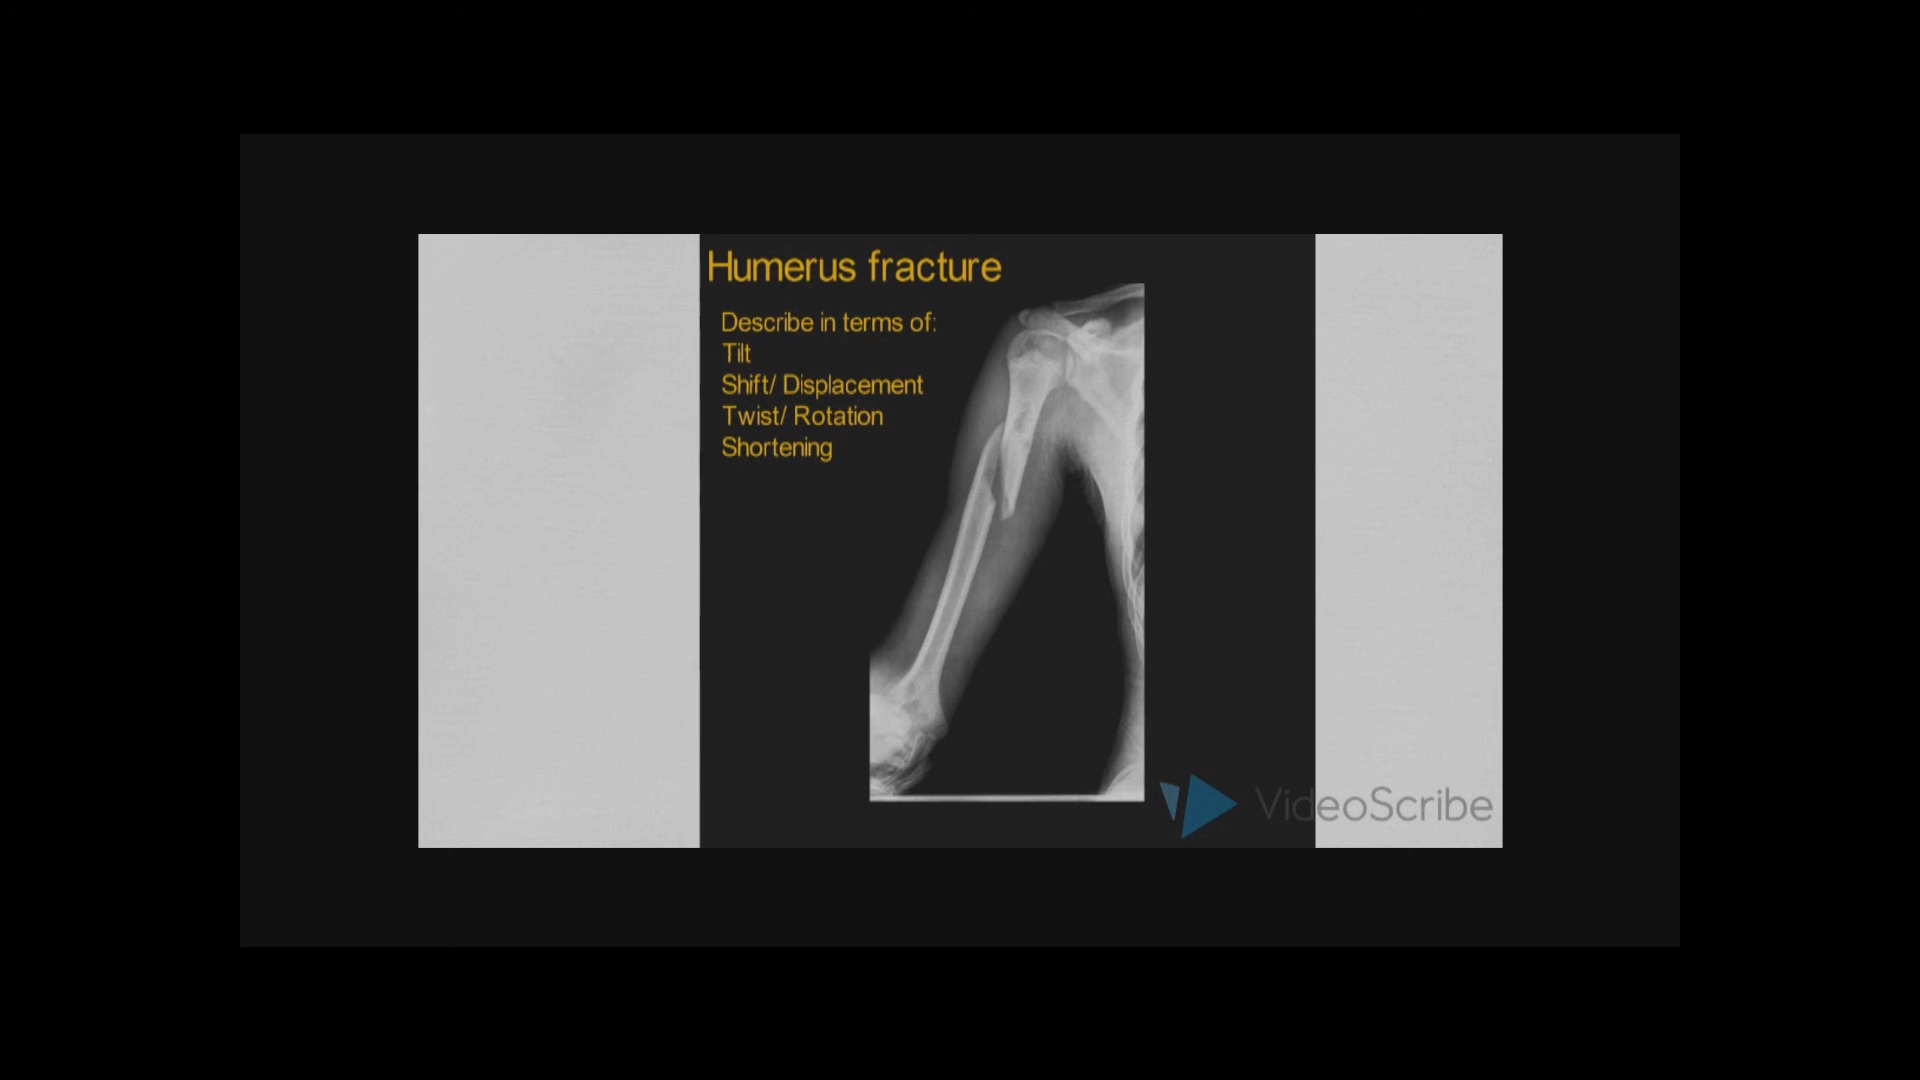 Humerus fracture
Describe in terms of:
Tilt
Shift/ Displacement
Twist/ Rotation
Shortening
VideoScribe